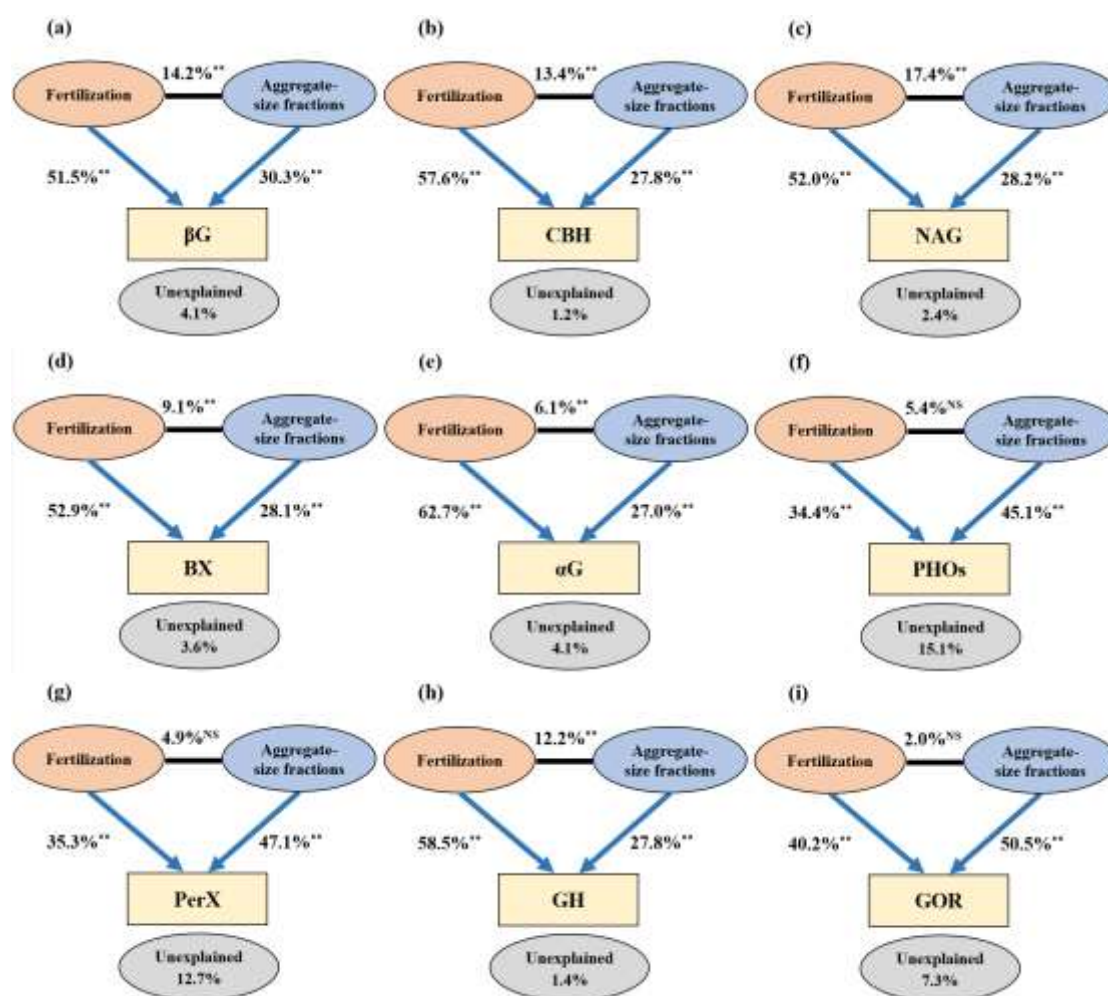 (a)
14.2%**
Fertilization
Aggregate-
size fractions
51.5%**
30.3%**
βG
Unexplained
4.1%
(b)
13.4%**
Fertilization
Aggregate-
size fractions
57.6%**
27.8%**
CBH
Unexplained
1.2%
(c)
17.4%**
Fertilization
Aggregate-
size fractions
52.0%**
28.2%**
NAG
Unexplained
2.4%
(d)
9.1%**
Fertilization
Aggregate-
size fractions
52.9%**
28.1%**
BX
Unexplained
3.6%
(e)
6.1%**
Fertilization
Aggregate-
size fractions
62.7%**
27.0%**
αG
Unexplained
4.1%
(f)
5.4%NS
Fertilization
Aggregate-
size fractions
34.4%**
45.1%**
PHOs
Unexplained
15.1%
(g)
4.9%NS
Fertilization
Aggregate-
size fractions
35.3%**
47.1%**
PerX
Unexplained
12.7%
(h)
12.2%**
Fertilization
Aggregate-
size fractions
58.5%**
27.8%**
GH
Unexplained
1.4%
(i)
2.0%NS
Fertilization
Aggregate-
size fractions
40.2%**
50.5%**
GOR
Unexplained
7.3%